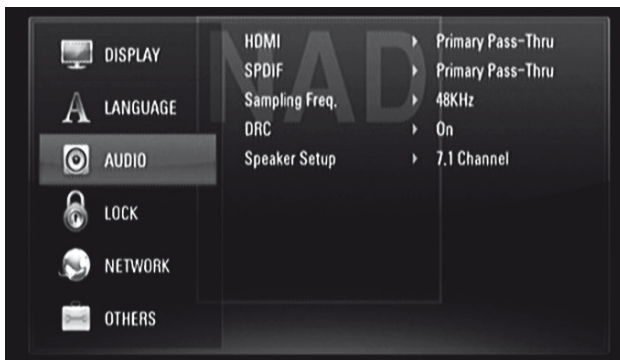 NAD
DISPLAY
LANGUAGE
AUDIO
LOCK
NETWORK
OTHERS
HDMI Primary Pass-Thru
SPDIF Primary Pass-Thru
Sampling Freq. 48KHz
DRC On
Speaker Setup 7.1 Channel